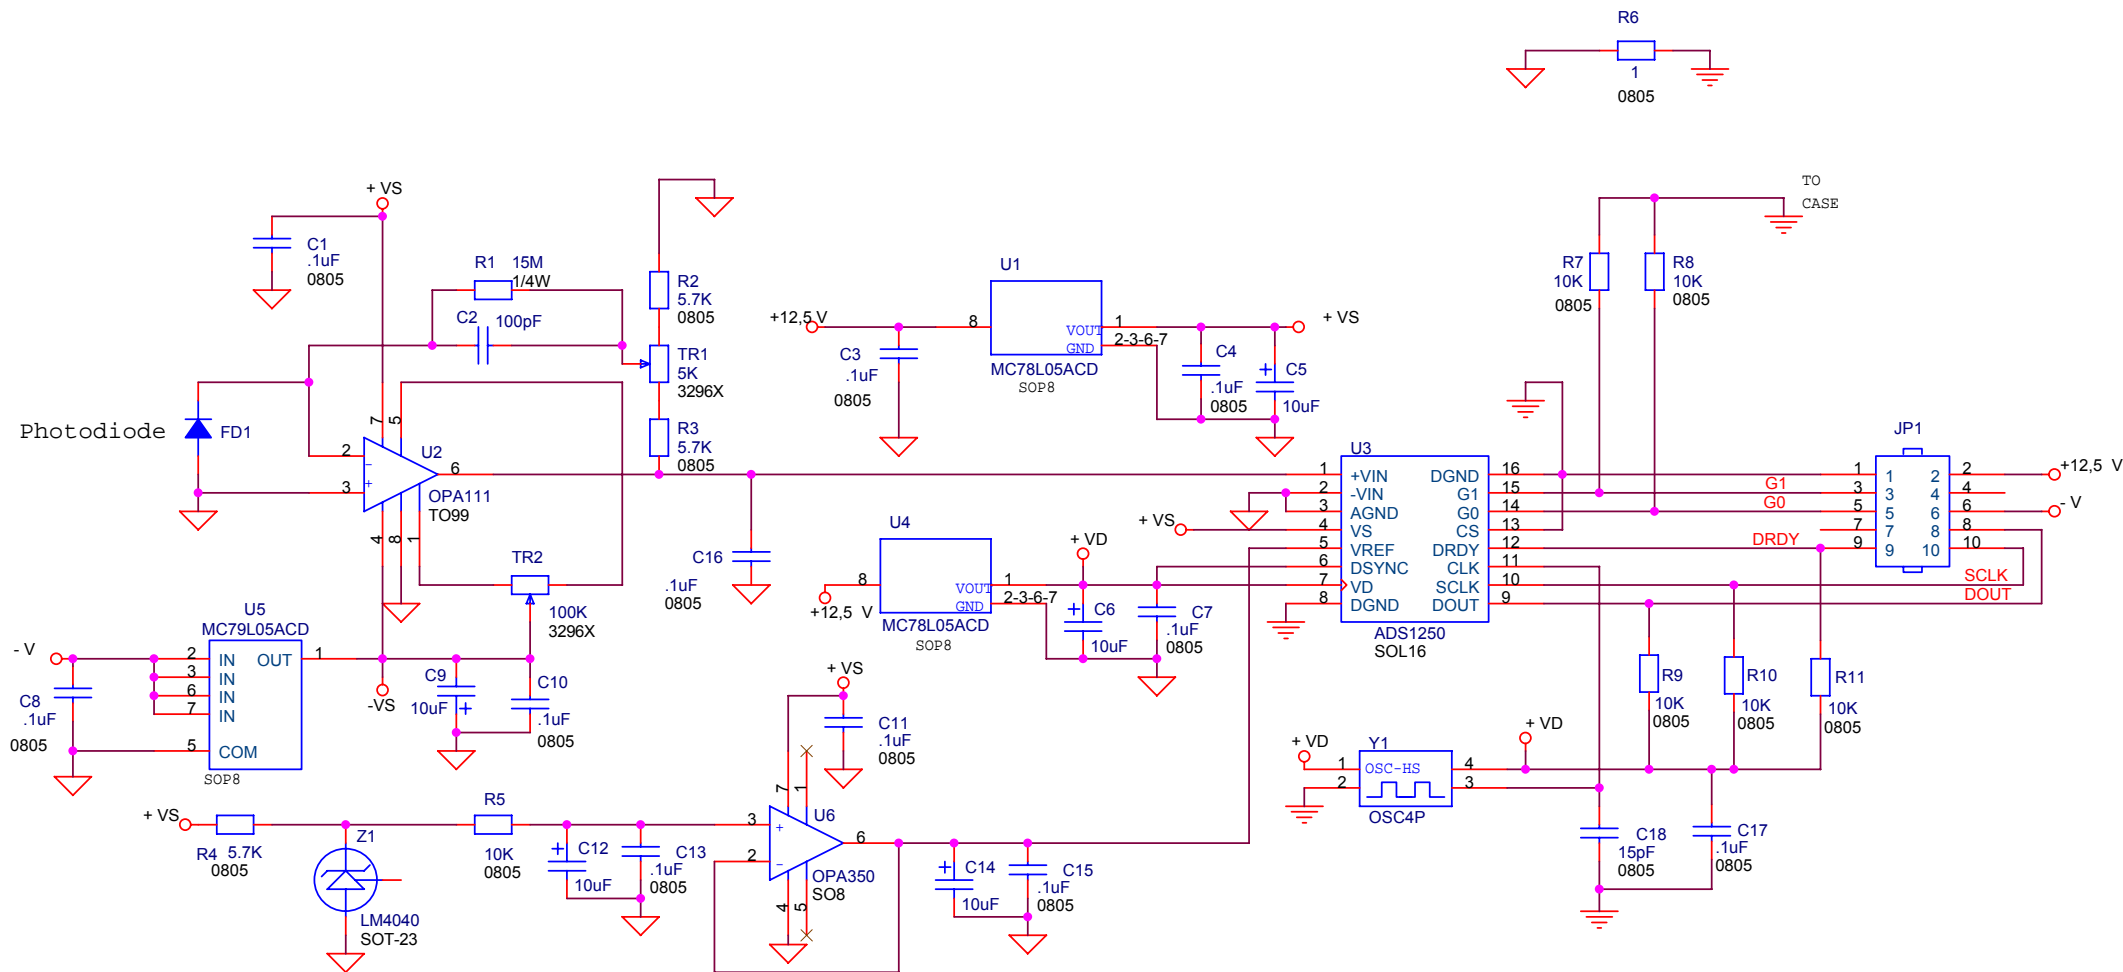 R6
1
0805
TO
CASE
+ VS
C1
.1uF
0805
R1 15M
1/4W
C2 100pF
R2
5.7K
0805
TR1
5K
3296X
R3
5.7K
0805
Photodiode
FD1
7
5
2
3
6
4
8
1
U2
OPA111
TO99
TR2
100K
3296X
C16
.1uF
0805
U1
+12,5 V
8
VOUT
GND
1
2-3-6-7
MC78L05ACD
SOP8
C3
.1uF
0805
C4
.1uF
0805
C5
10uF
+ VS
R7
10K
0805
R8
10K
0805
U4
+12,5 V
8
VOUT
GND
1
2-3-6-7
MC78L05ACD
SOP8
+ VD
C6
10uF
C7
.1uF
0805
+ VS
U3
1 +VIN DGND 16
2 -VIN G1 15
3 AGND G0 14
4 VS CS 13
5 VREF DRDY 12
6 DSYNC CLK 11
7 VD SCLK 10
8 DGND DOUT 9
ADS1250
SOL16
G1
G0
DRDY
SCLK
DOUT
JP1
1 1 2 2
3 3 4 4
5 5 6 6
7 7 8 8
9 9 10 10
+12,5 V
- V
U5
MC79L05ACD
- V
2 IN OUT 1
3 IN
6 IN
7 IN
5 COM
SOP8
C8
.1uF
0805
-VS
C9
10uF
C10
.1uF
0805
+ VS
R4 5.7K
0805
Z1
LM4040
SOT-23
R5
10K
0805
C12
10uF
C13
.1uF
0805
+ VS
C11
.1uF
0805
7
1
3
2
6
4
5
U6
OPA350
SO8
C14
10uF
C15
.1uF
0805
+ VD
Y1
1 OSC-HS 4
2 3
OSC4P
+ VD
R9
10K
0805
R10
10K
0805
R11
10K
0805
C18
15pF
0805
C17
.1uF
0805